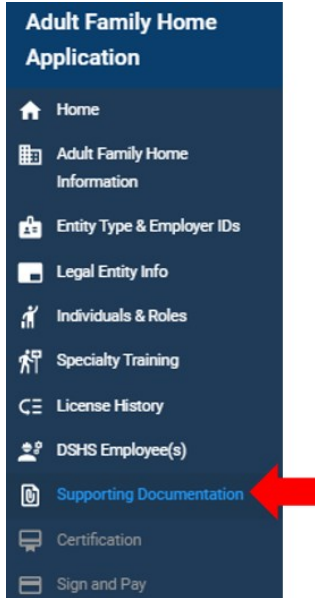 Adult Family Home
Application
Home
Adult Family Home
Information
Entity Type & Employer IDs
Legal Entity Info
Individuals & Roles
Specialty Training
License History
DSHS Employee(s)
Supporting Documentation
Certification
Sign and Pay